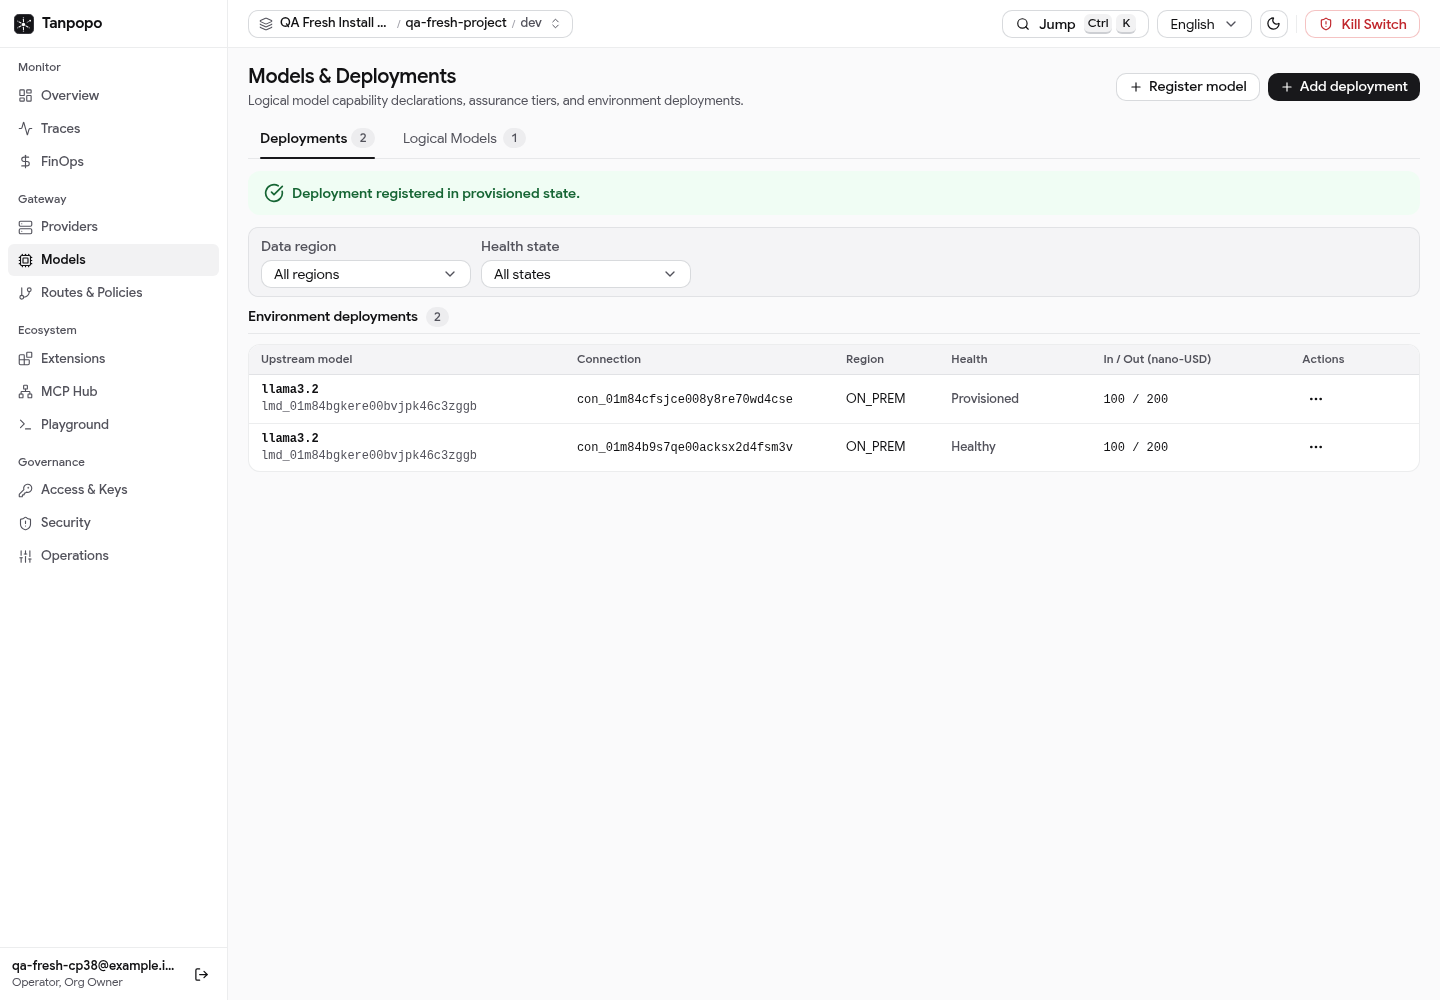 Tanpopo
QA Fresh Install ... / qa-fresh-project / dev
Jump Ctrl K
English
Kill Switch
Monitor
Overview
Traces
FinOps
Gateway
Providers
Models
Routes & Policies
Ecosystem
Extensions
MCP Hub
Playground
Governance
Access & Keys
Security
Operations
qa-fresh-cp38@example.i...
Operator, Org Owner
Models & Deployments
Logical model capability declarations, assurance tiers, and environment deployments.
Register model
Add deployment
Deployments 2
Logical Models 1
Deployment registered in provisioned state.
Data region
All regions
Health state
All states
Environment deployments 2
Upstream model Connection Region Health In / Out (nano-USD) Actions
llama3.2
lmd_01m84bgkere00bvjpk46c3zggb
con_01m84cfsjce008y8re70wd4cse ON_PREM Provisioned 100 / 200
llama3.2
lmd_01m84bgkere00bvjpk46c3zggb
con_01m84b9s7qe00acksx2d4fsm3v ON_PREM Healthy 100 / 200